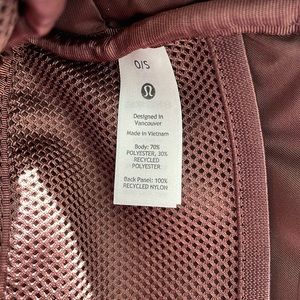 O/S
Designed in
Vancouver
Made in Vietnam
Body: 70%
POLYESTER, 30%
RECYCLED
POLYESTER
Back Panel: 100%
RECYCLED NYLON